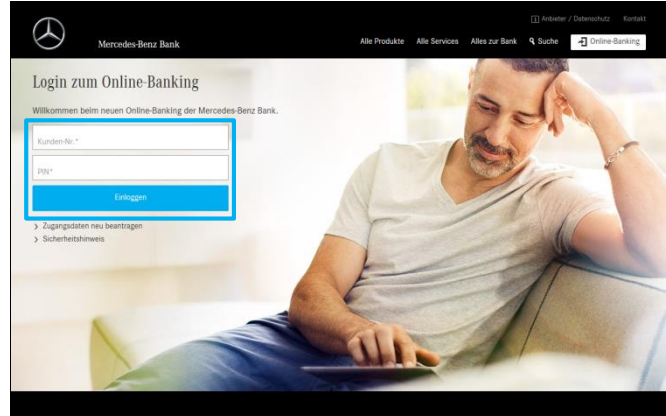 Anbieter / Datenschutz Kontakt
Mercedes-Benz Bank
Alle Produkte Alle Services Alles zur Bank Suche Online-Banking
Login zum Online-Banking
Willkommen beim neuen Online-Banking der Mercedes-Benz Bank.
Kunden-Nr.*
PIN*
Einloggen
Zugangsdaten neu beantragen
Sicherheitshinweis